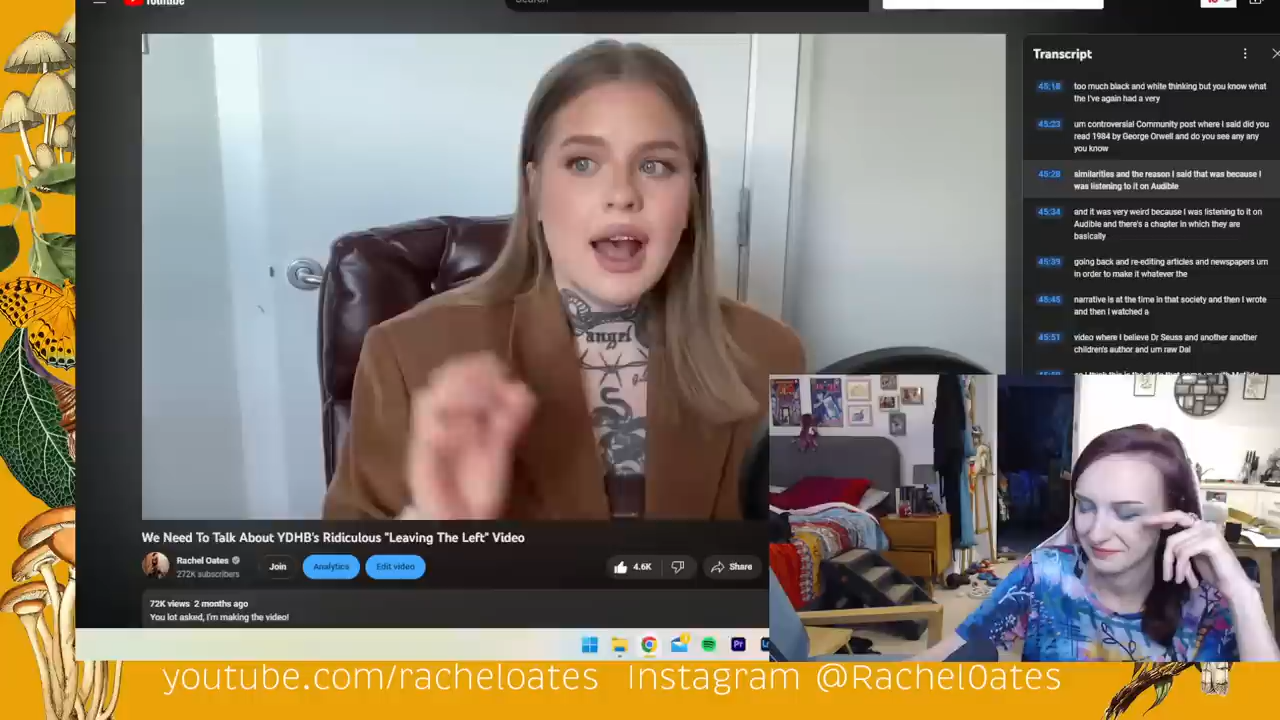 YouTube
Search
Transcript
45:18
too much black and white thinking but you know what
the I've again had a very
45:23
um controversial Community post where I said did you
read 1984 by George Orwell and do you see any any
you know
45:28
similarities and the reason I said that was because I
was listening to it on Audible
45:34
and it was very weird because I was listening to it on
Audible and there's a chapter in which they are
basically
45:39
going back and re-editing articles and newspapers um
in order to make it whatever the
45:45
narrative is at the time in that society and then I wrote
and then I watched a
45:51
video where I believe Dr Seuss and another another
children's author and um raw Dal
angel
We Need To Talk About YDHB's Ridiculous "Leaving The Left" Video
Rachel Oates
272K subscribers
Join
Analytics
Edit video
4.6K
Share
72K views 2 months ago
You lot asked, I'm making the video!
Pr
youtube.com/racheloates Instagram @RachelOates